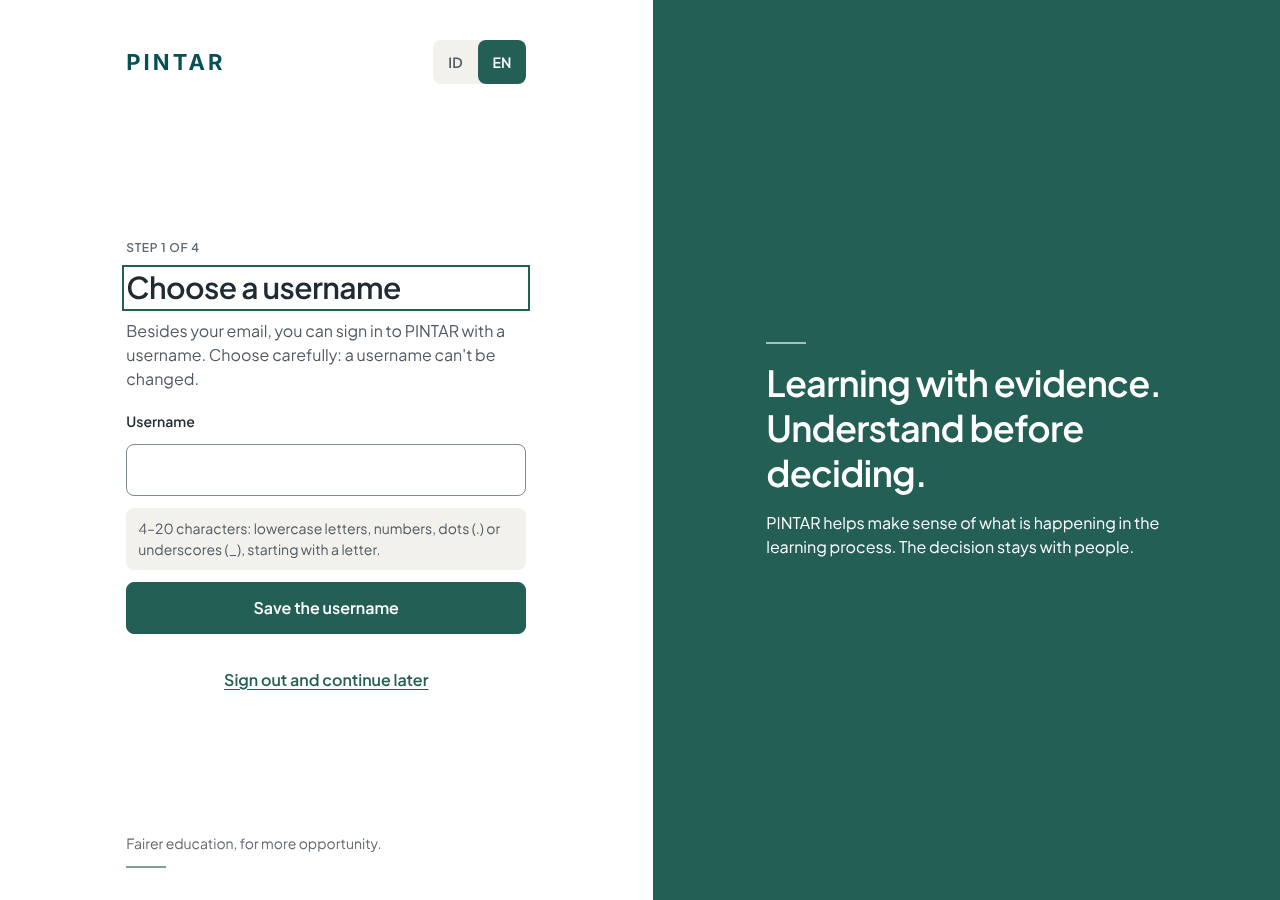 PINTAR
ID
EN
STEP 1 OF 4
Choose a username
Besides your email, you can sign in to PINTAR with a
username. Choose carefully: a username can't be
changed.
Username
4–20 characters: lowercase letters, numbers, dots (.) or
underscores (_), starting with a letter.
Save the username
Sign out and continue later
Fairer education, for more opportunity.
Learning with evidence.
Understand before
deciding.
PINTAR helps make sense of what is happening in the
learning process. The decision stays with people.